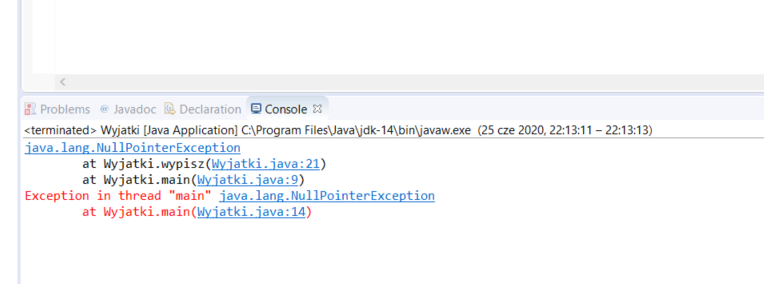 Problems Javadoc Declaration Console
<terminated> Wyjatki [Java Application] C:\Program Files\Java\jdk-14\bin\javaw.exe (25 cze 2020, 22:13:11 – 22:13:13)
java.lang.NullPointerException
at Wyjatki.wypisz(Wyjatki.java:21)
at Wyjatki.main(Wyjatki.java:9)
Exception in thread "main" java.lang.NullPointerException
at Wyjatki.main(Wyjatki.java:14)